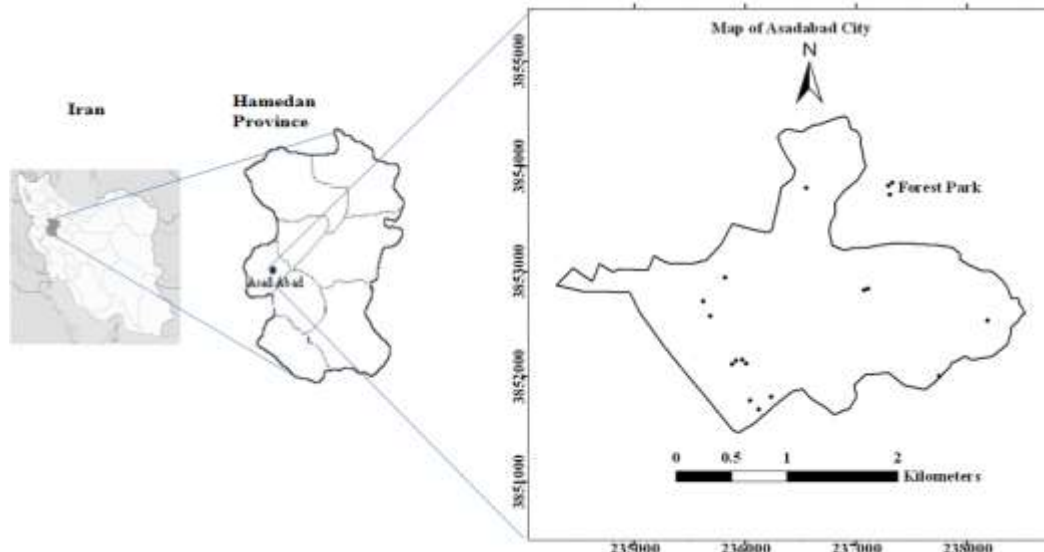 Iran
Hamedan
Province
Asad Abad
Map of Asadabad City
N
Forest Park
3855000
3854000
3853000
3852000
3851000
0 0.5 1 2
Kilometers
235000 236000 237000 238000